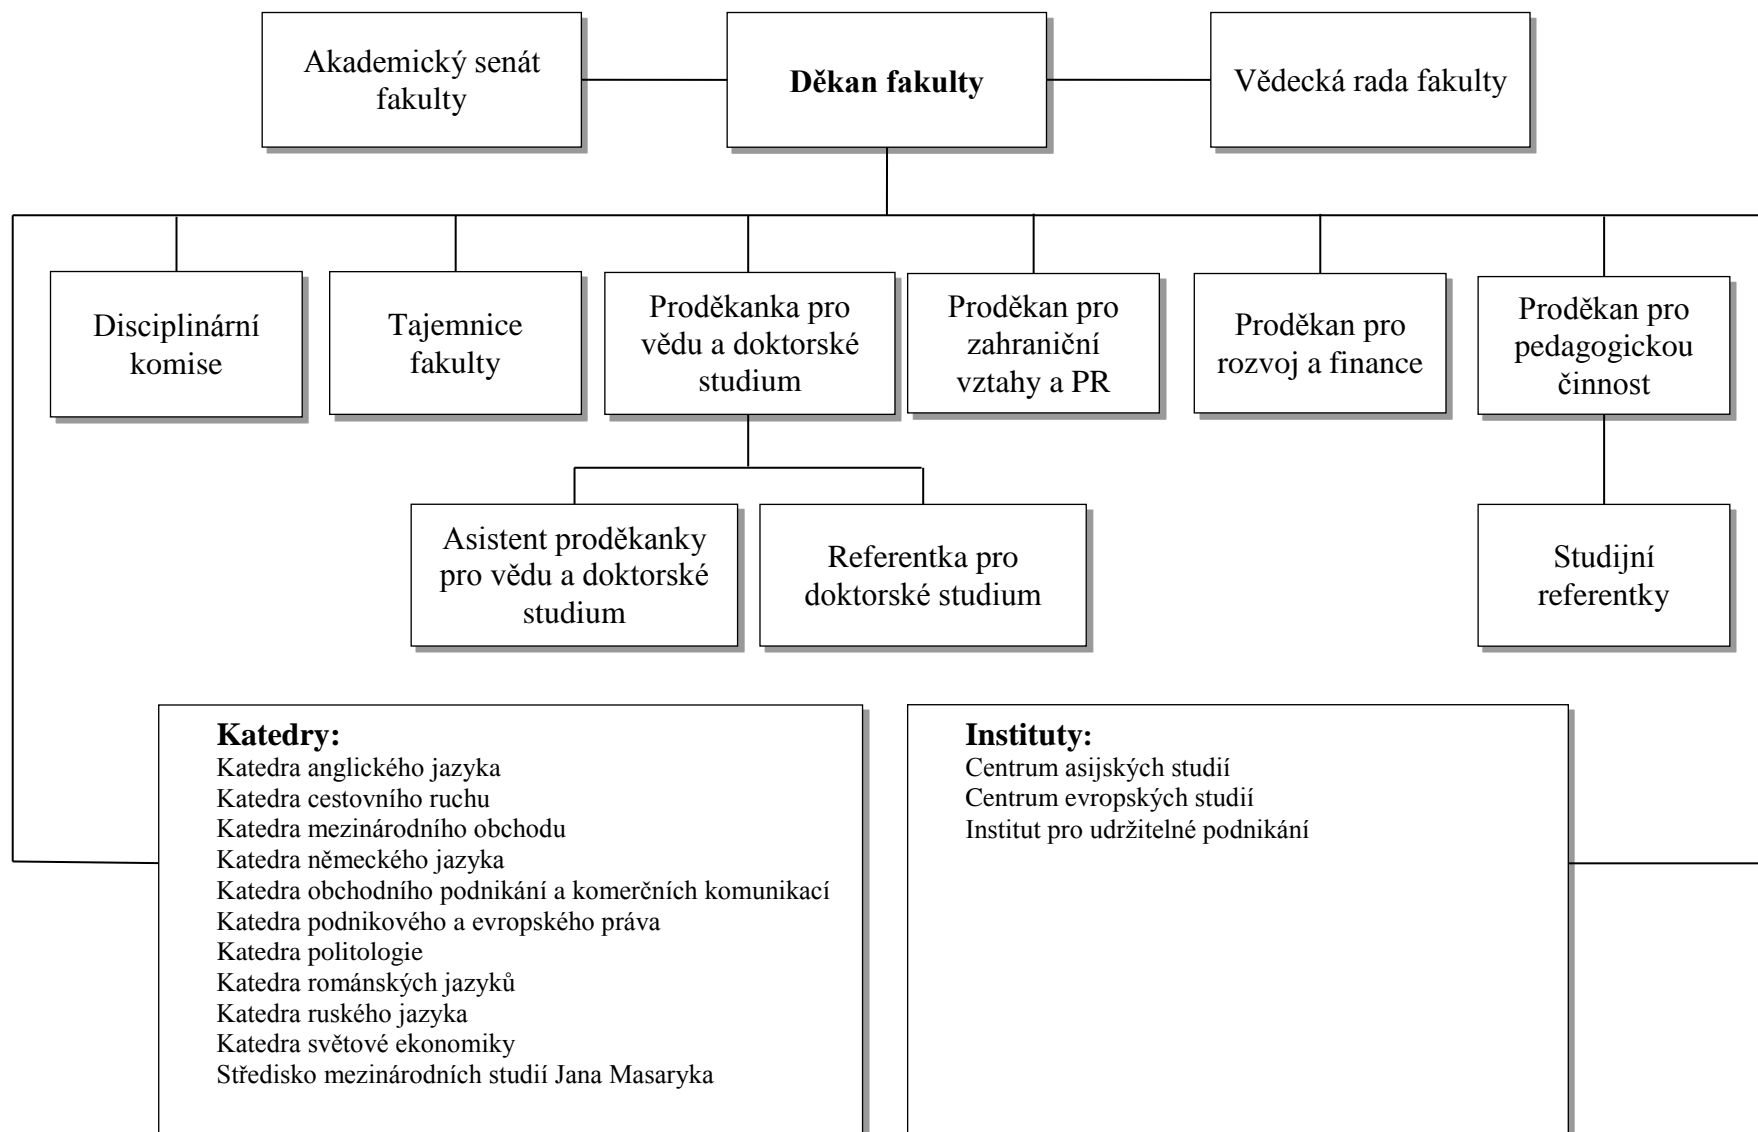 Akademický senát
fakulty
Děkan fakulty
Vědecká rada fakulty
Disciplinární
komise
Tajemnice
fakulty
Proděkanka pro
vědu a doktorské
studium
Proděkan pro
zahraniční
vztahy a PR
Proděkan pro
rozvoj a finance
Proděkan pro
pedagogickou
činnost
Asistent proděkanky
pro vědu a doktorské
studium
Referentka pro
doktorské studium
Studijní
referentky
Katedry:
Katedra anglického jazyka
Katedra cestovního ruchu
Katedra mezinárodního obchodu
Katedra německého jazyka
Katedra obchodního podnikání a komerčních komunikací
Katedra podnikového a evropského práva
Katedra politologie
Katedra románských jazyků
Katedra ruského jazyka
Katedra světové ekonomiky
Středisko mezinárodních studií Jana Masaryka
Instituty:
Centrum asijských studií
Centrum evropských studií
Institut pro udržitelné podnikání